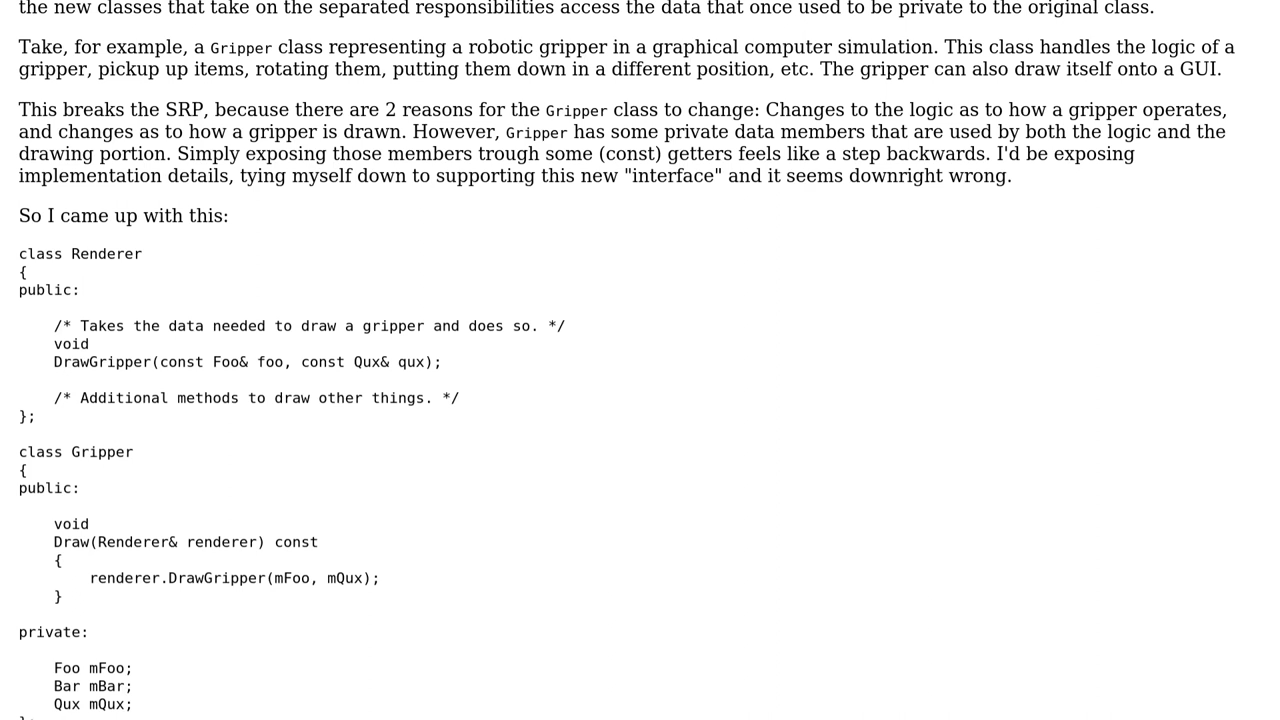 the new classes that take on the separated responsibilities access the data that once used to be private to the original class.
Take, for example, a Gripper class representing a robotic gripper in a graphical computer simulation. This class handles the logic of a
gripper, pickup up items, rotating them, putting them down in a different position, etc. The gripper can also draw itself onto a GUI.
This breaks the SRP, because there are 2 reasons for the Gripper class to change: Changes to the logic as to how a gripper operates,
and changes as to how a gripper is drawn. However, Gripper has some private data members that are used by both the logic and the
drawing portion. Simply exposing those members trough some (const) getters feels like a step backwards. I'd be exposing
implementation details, tying myself down to supporting this new "interface" and it seems downright wrong.
So I came up with this:
class Renderer
{
public:
    /* Takes the data needed to draw a gripper and does so. */
    void
    DrawGripper(const Foo& foo, const Qux& qux);
    /* Additional methods to draw other things. */
};
class Gripper
{
public:
    void
    Draw(Renderer& renderer) const
    {
        renderer.DrawGripper(mFoo, mQux);
    }
private:
    Foo mFoo;
    Bar mBar;
    Qux mQux;